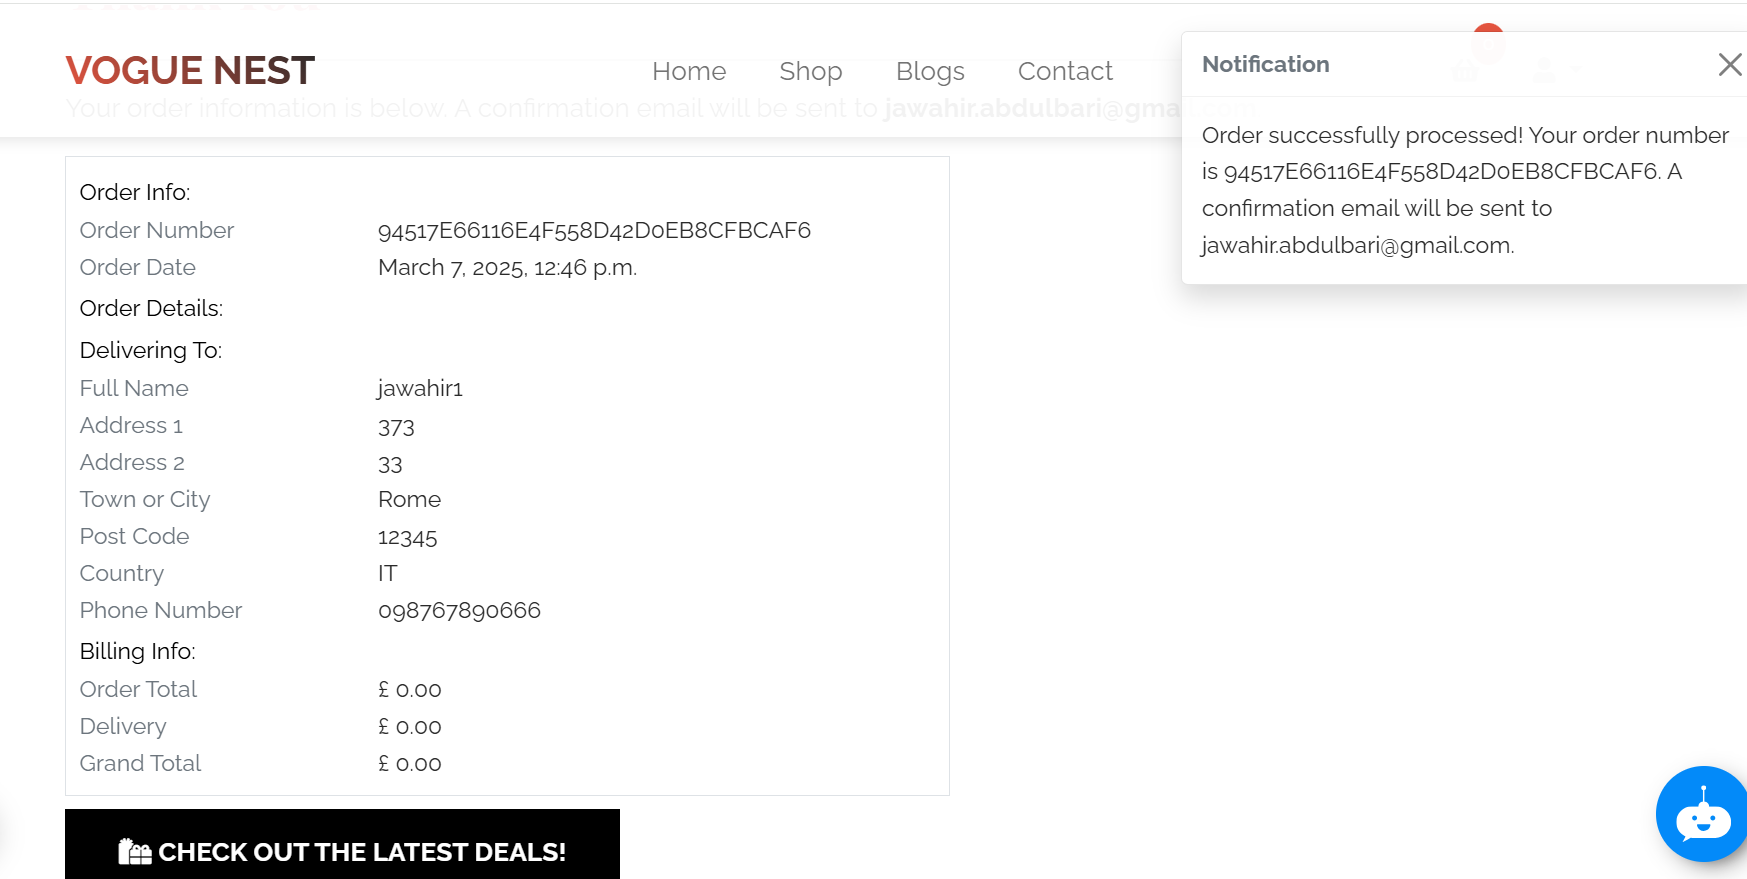 VOGUE NEST
Home Shop Blogs Contact
Your order information is below. A confirmation email will be sent to jawahir.abdulbari@gma
Notification
Order successfully processed! Your order number
is 94517E66116E4F558D42D0EB8CFBCAF6. A
confirmation email will be sent to
jawahir.abdulbari@gmail.com.
Order Info:
Order Number 94517E66116E4F558D42D0EB8CFBCAF6
Order Date March 7, 2025, 12:46 p.m.
Order Details:
Delivering To:
Full Name jawahir1
Address 1 373
Address 2 33
Town or City Rome
Post Code 12345
Country IT
Phone Number 098767890666
Billing Info:
Order Total £ 0.00
Delivery £ 0.00
Grand Total £ 0.00
CHECK OUT THE LATEST DEALS!